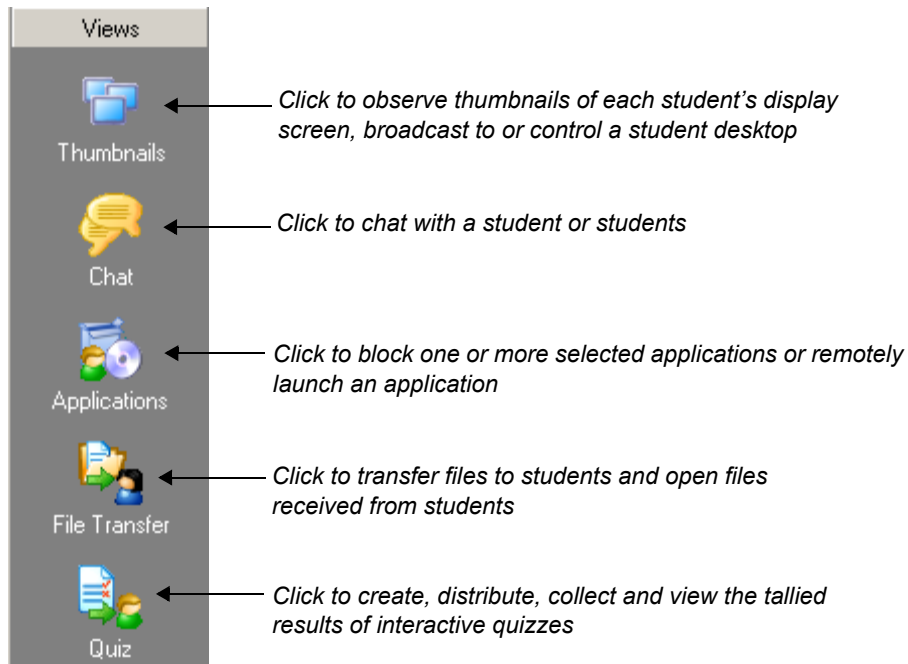 Views
Click to observe thumbnails of each student’s display
screen, broadcast to or control a student desktop
Thumbnails
Click to chat with a student or students
Chat
Click to block one or more selected applications or remotely
launch an application
Applications
Click to transfer files to students and open files
received from students
File Transfer
Click to create, distribute, collect and view the tallied
results of interactive quizzes
Quiz